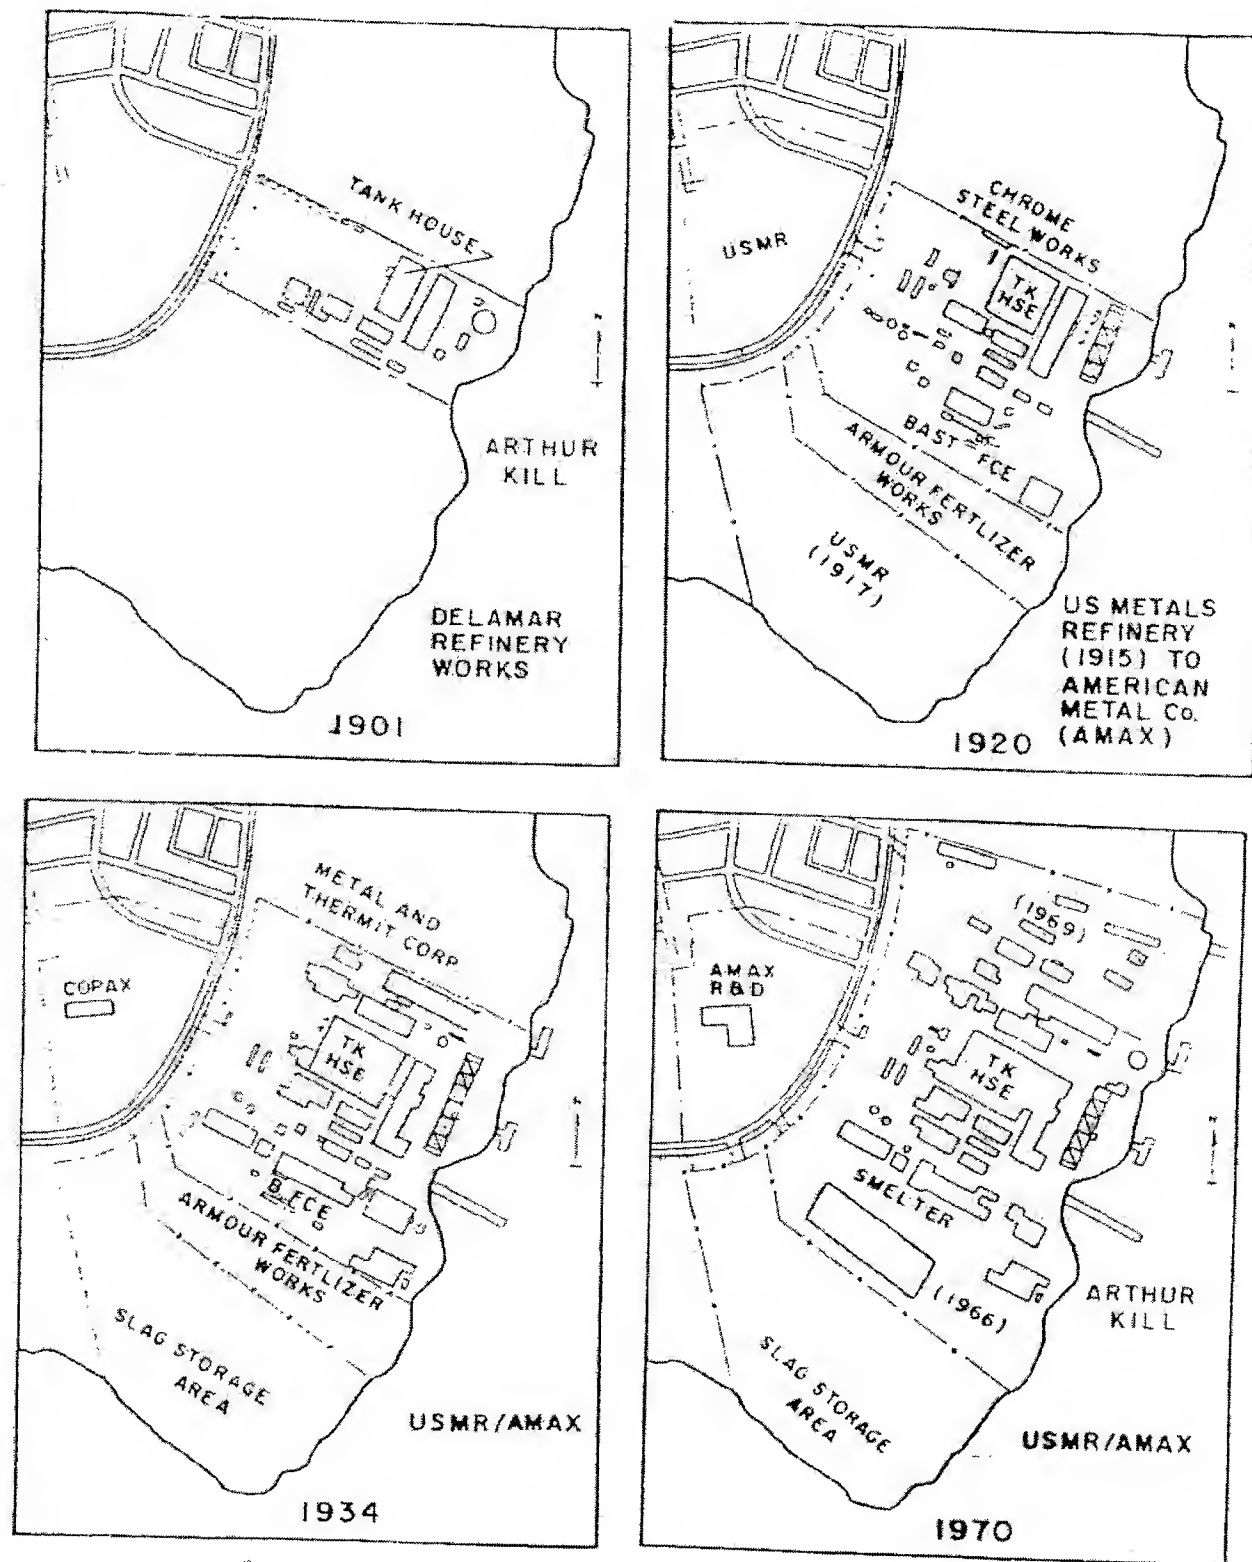 TANK HOUSE
ARTHUR
KILL
DELAMAR
REFINERY
WORKS
1901
USMR
CHROME
STEEL WORKS
TK
HSE
BAST FCE
ARMOUR FERTLIZER
WORKS
USMR
(1917)
US METALS
REFINERY
(1915) TO
AMERICAN
METAL Co.
(AMAX)
1920
METAL AND
THERMIT CORP
COPAX
TK
HSE
B FCE
ARMOUR FERTLIZER
WORKS
SLAG STORAGE
AREA
USMR/AMAX
1934
(1969)
AMAX
R&D
TK
HSE
SMELTER
(1966)
ARTHUR
KILL
SLAG STORAGE
AREA
USMR/AMAX
1970